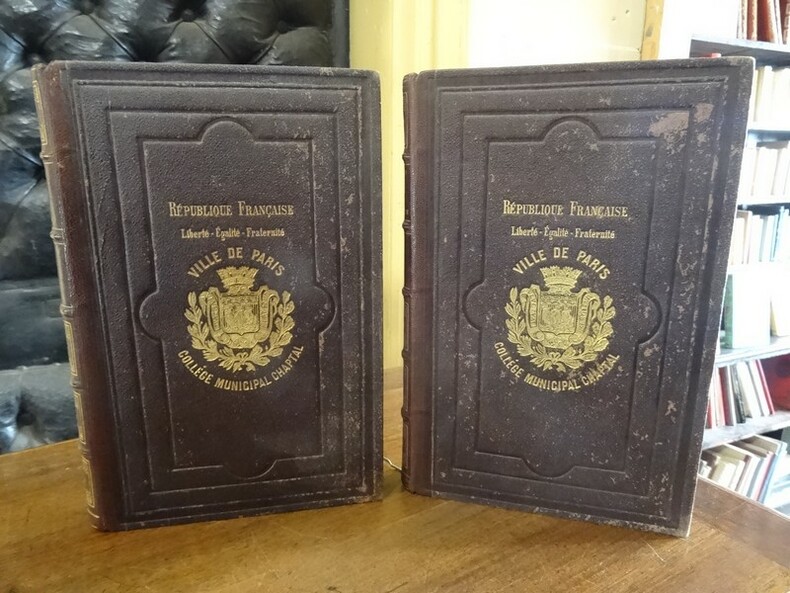 RÉPUBLIQUE FRANÇAISE
Liberté - Égalité - Fraternité
VILLE DE PARIS
COLLÈGE MUNICIPAL CHAPTAL
RÉPUBLIQUE FRANÇAISE
Liberté - Égalité - Fraternité
VILLE DE PARIS
COLLÈGE MUNICIPAL CHAPTAL